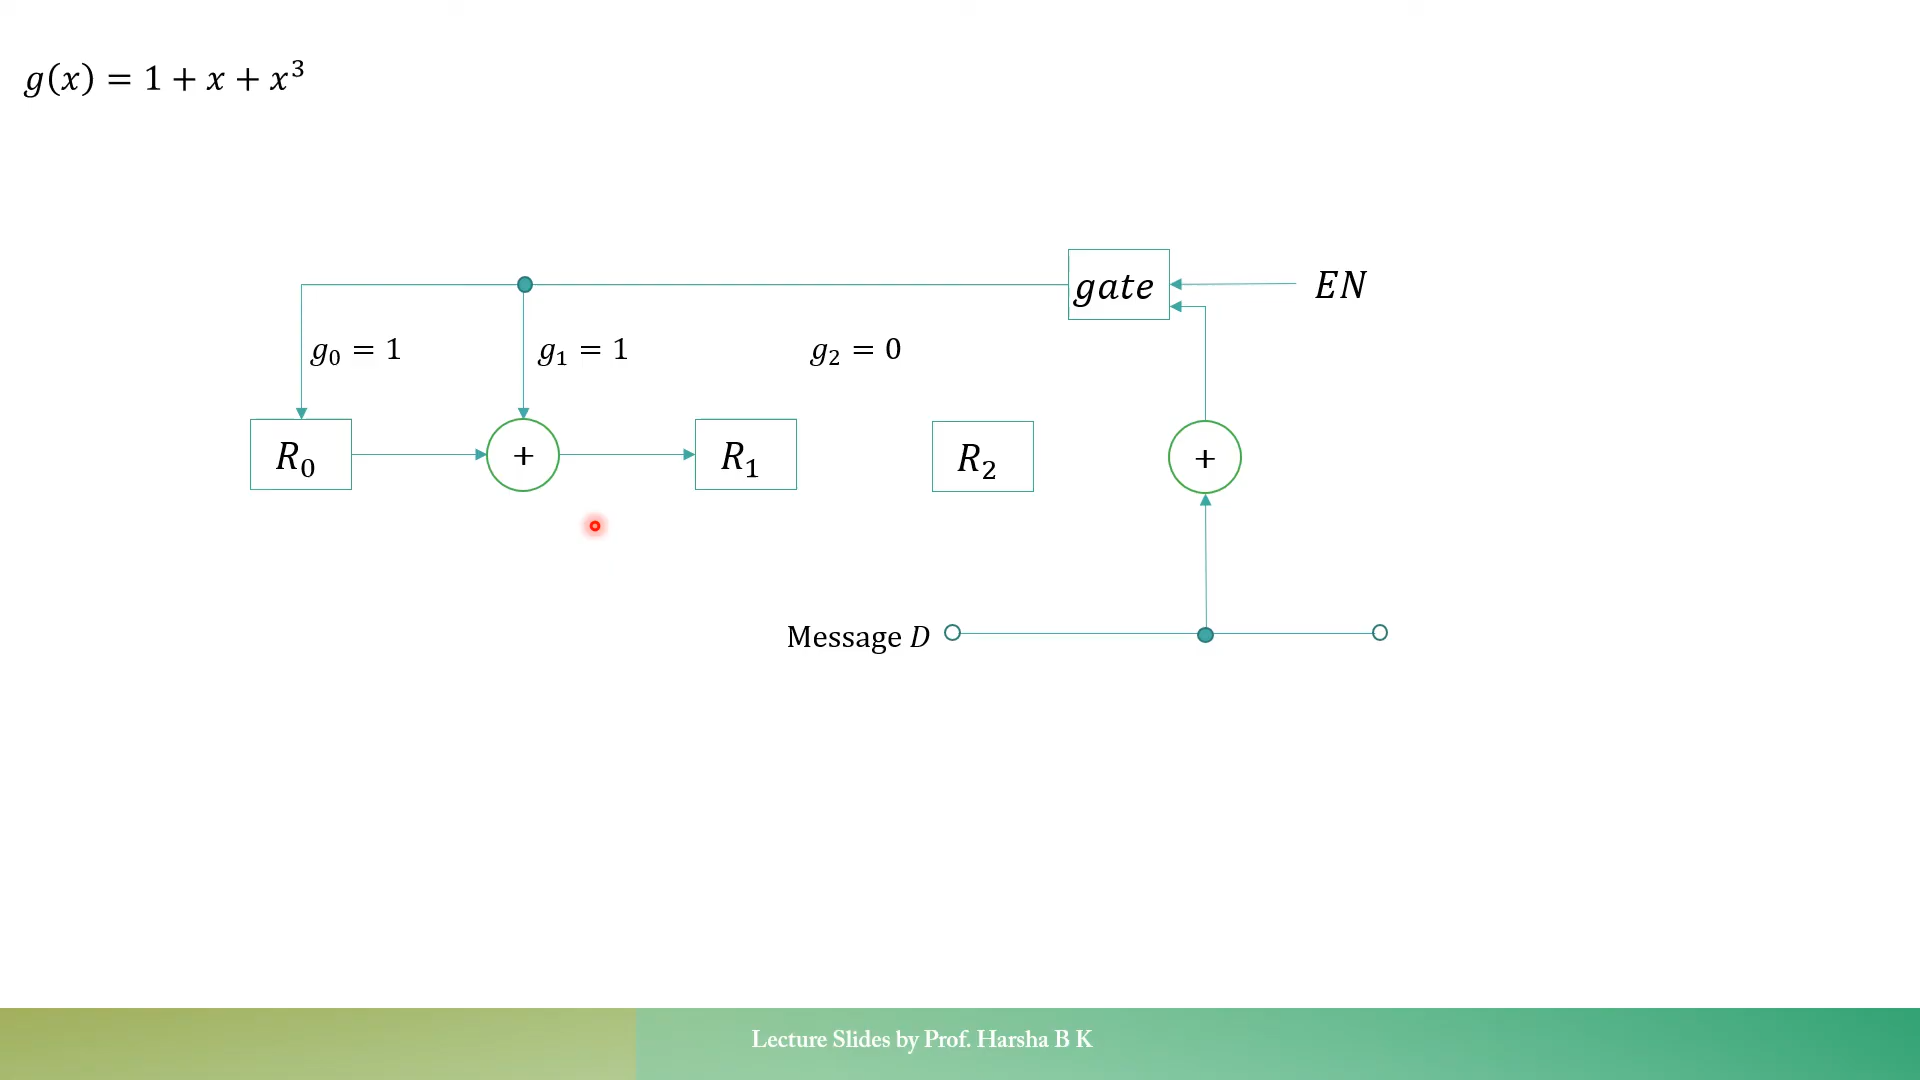 g(x) = 1 + x + x³
gate
EN
g₀ = 1
g₁ = 1
g₂ = 0
R₀
+
R₁
R₂
+
Message D
Lecture Slides by Prof. Harsha B K